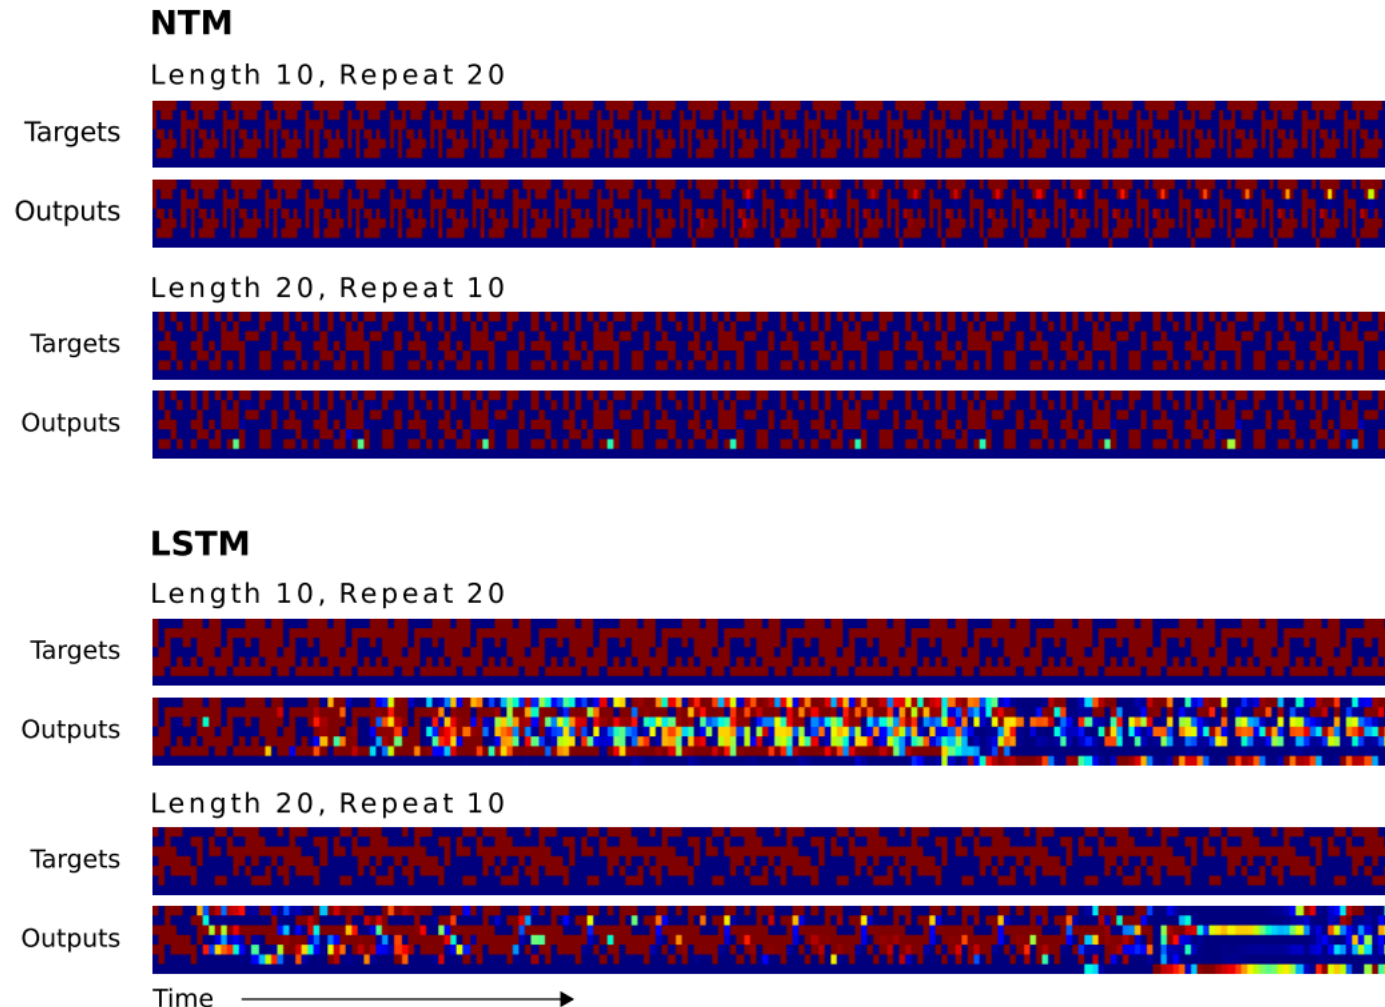 NTM
Length 10, Repeat 20
Targets
Outputs
Length 20, Repeat 10
Targets
Outputs
LSTM
Length 10, Repeat 20
Targets
Outputs
Length 20, Repeat 10
Targets
Outputs
Time